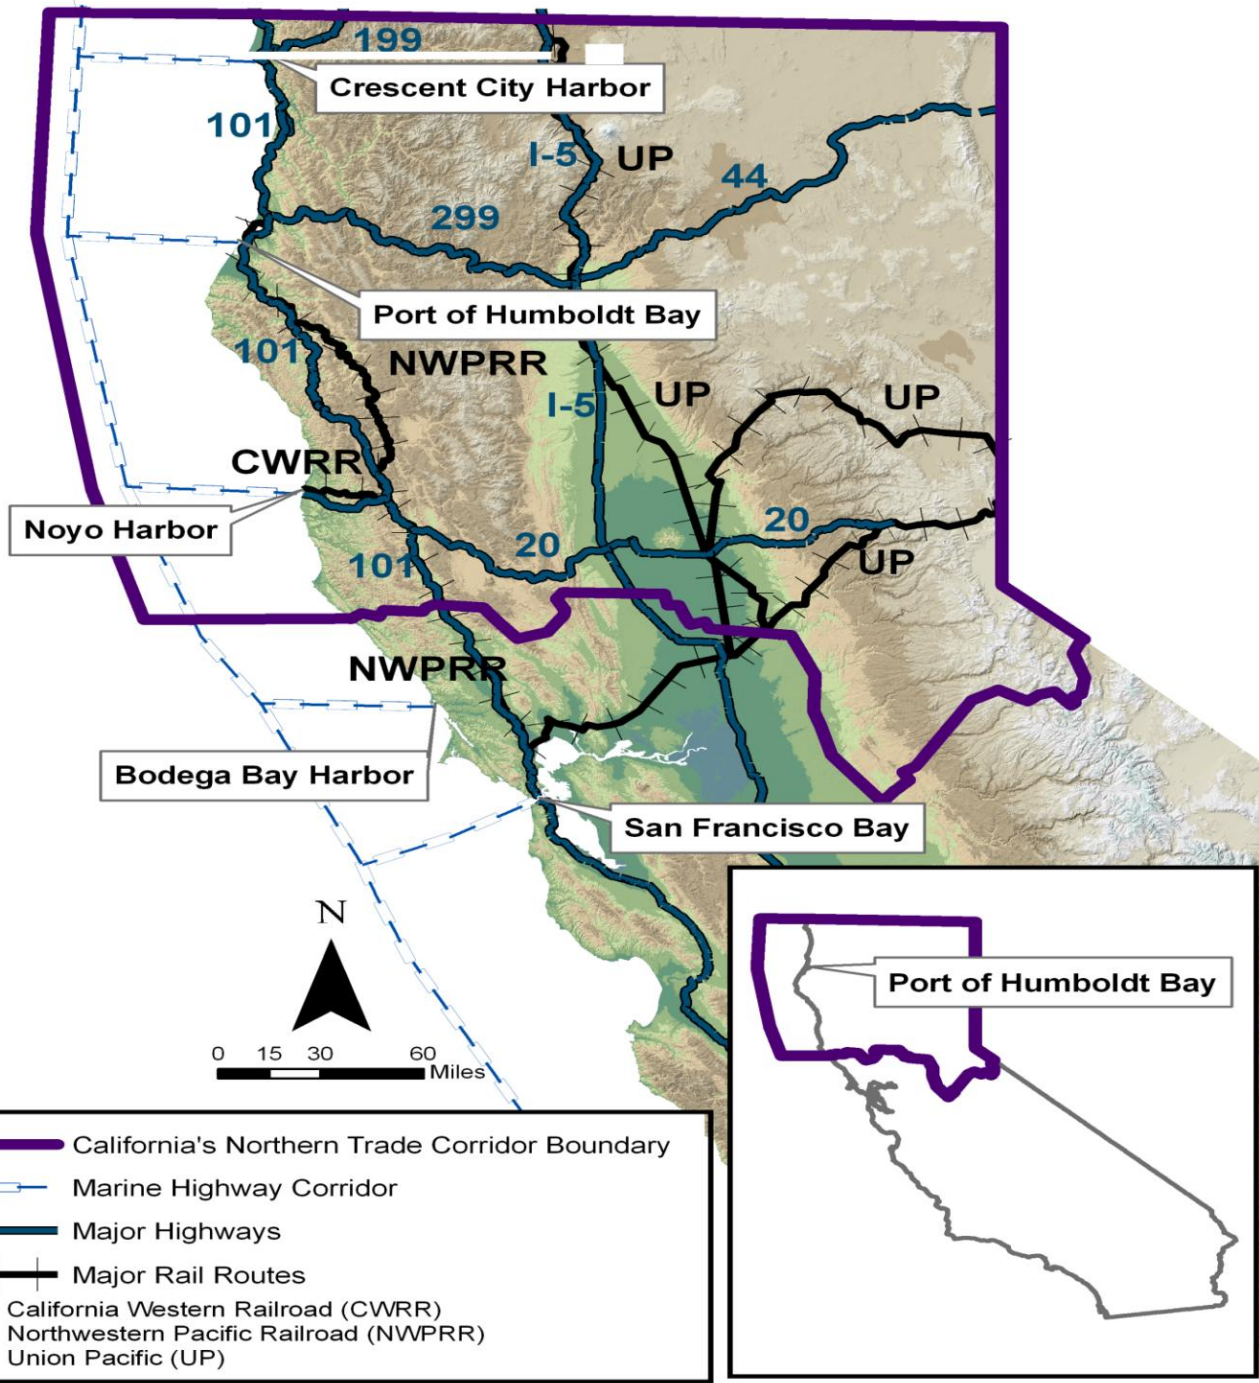 199
Crescent City Harbor
101
I-5
UP
44
299
Port of Humboldt Bay
101
NWPRR
I-5
UP
UP
CWRR
Noyo Harbor
20
20
101
UP
NWPRR
Bodega Bay Harbor
San Francisco Bay
N
0 15 30 60
Miles
Port of Humboldt Bay
California's Northern Trade Corridor Boundary
Marine Highway Corridor
Major Highways
Major Rail Routes
California Western Railroad (CWRR)
Northwestern Pacific Railroad (NWPRR)
Union Pacific (UP)